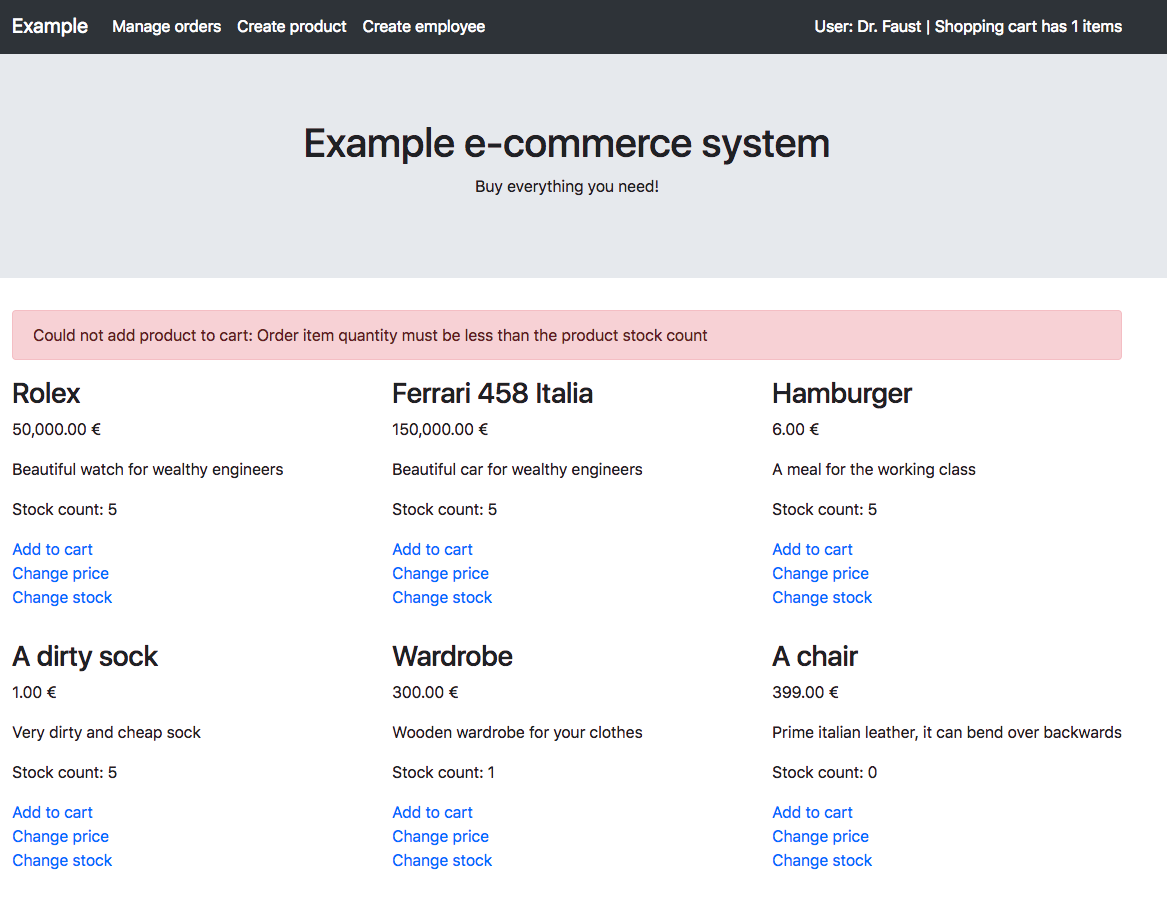 Example Manage orders Create product Create employee User: Dr. Faust | Shopping cart has 1 items
Example e-commerce system
Buy everything you need!
Could not add product to cart: Order item quantity must be less than the product stock count
Rolex
50,000.00 €
Beautiful watch for wealthy engineers
Stock count: 5
Add to cart
Change price
Change stock
Ferrari 458 Italia
150,000.00 €
Beautiful car for wealthy engineers
Stock count: 5
Add to cart
Change price
Change stock
Hamburger
6.00 €
A meal for the working class
Stock count: 5
Add to cart
Change price
Change stock
A dirty sock
1.00 €
Very dirty and cheap sock
Stock count: 5
Add to cart
Change price
Change stock
Wardrobe
300.00 €
Wooden wardrobe for your clothes
Stock count: 1
Add to cart
Change price
Change stock
A chair
399.00 €
Prime italian leather, it can bend over backwards
Stock count: 0
Add to cart
Change price
Change stock